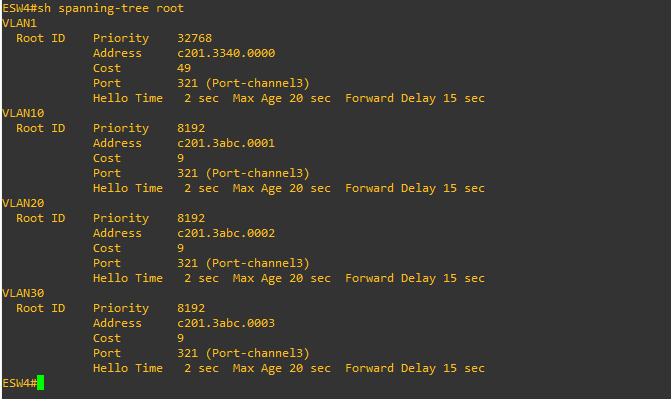 ESW4#sh spanning-tree root
VLAN1
  Root ID    Priority    32768
             Address     c201.3340.0000
             Cost        49
             Port        321 (Port-channel3)
             Hello Time   2 sec  Max Age 20 sec  Forward Delay 15 sec
VLAN10
  Root ID    Priority    8192
             Address     c201.3abc.0001
             Cost        9
             Port        321 (Port-channel3)
             Hello Time   2 sec  Max Age 20 sec  Forward Delay 15 sec
VLAN20
  Root ID    Priority    8192
             Address     c201.3abc.0002
             Cost        9
             Port        321 (Port-channel3)
             Hello Time   2 sec  Max Age 20 sec  Forward Delay 15 sec
VLAN30
  Root ID    Priority    8192
             Address     c201.3abc.0003
             Cost        9
             Port        321 (Port-channel3)
             Hello Time   2 sec  Max Age 20 sec  Forward Delay 15 sec
ESW4#